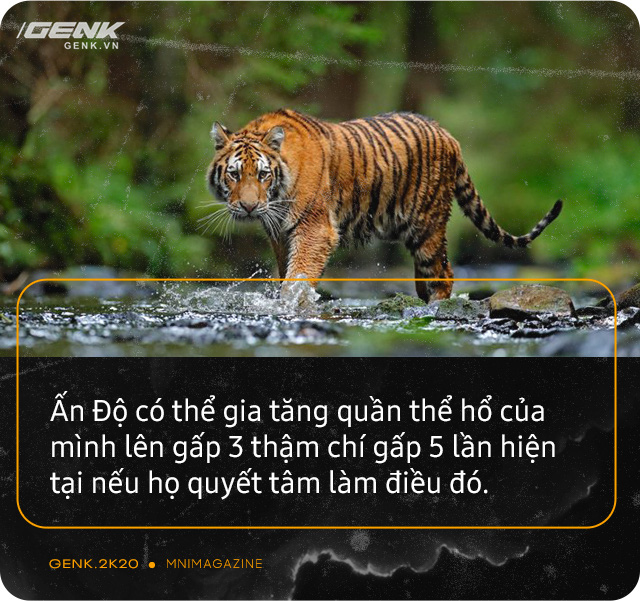 GENK
GENK.VN
Ấn Độ có thể gia tăng quần thể hổ của
mình lên gấp 3 thậm chí gấp 5 lần hiện
tại nếu họ quyết tâm làm điều đó.
GENK.2K20 • MNIMAGAZINE